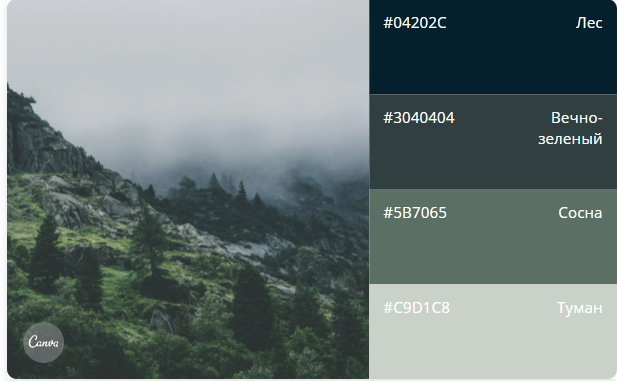 #04202C Лес
#3040404 Вечно-
зеленый
#5B7065 Сосна
#C9D1C8 Туман
Canva